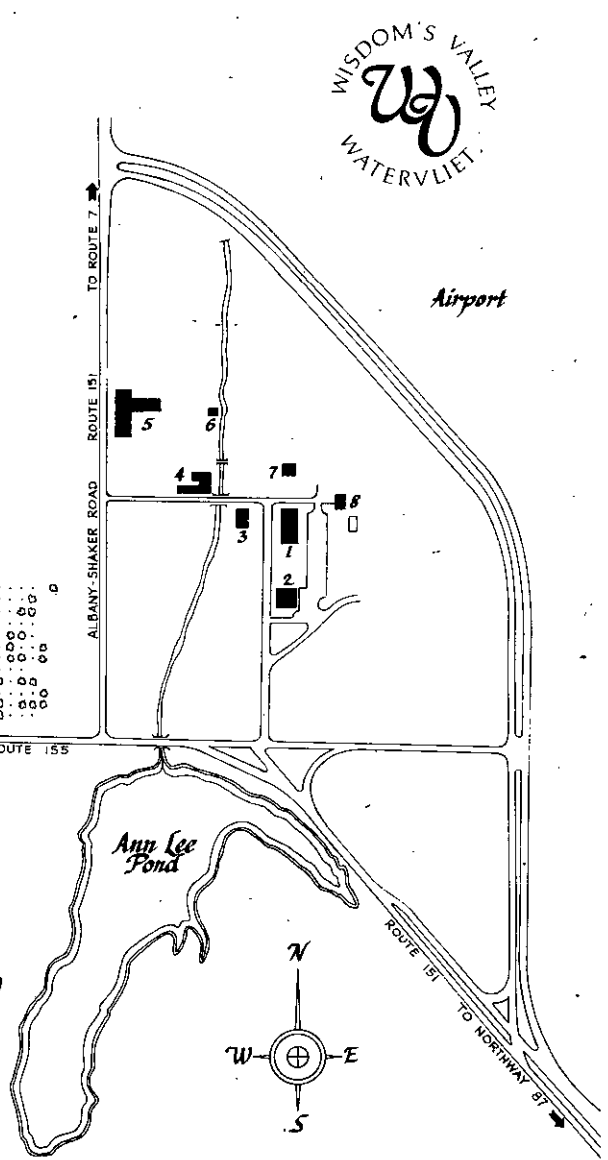 WISDOM'S VALLEY
WV
WATERVLIET.
TO ROUTE 7
Airport
ALBANY-SHAKER ROAD ROUTE 151
5
6
4
7
8
3
1
2
ROUTE 155
Ann Lee
Pond
ROUTE 151 TO NORTHWAY 87
N
W
E
S